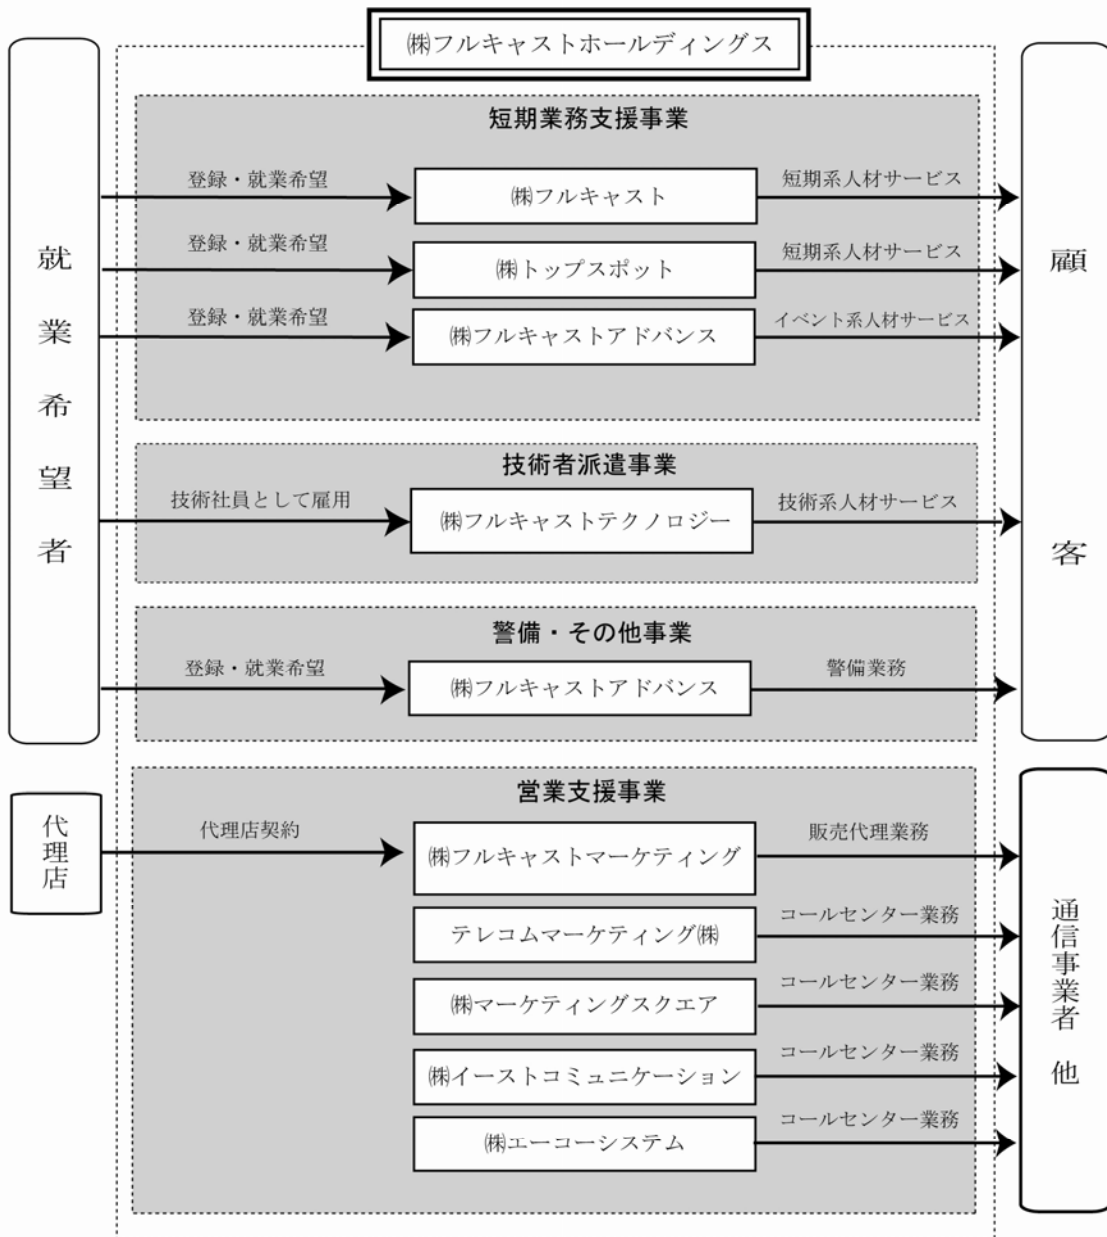 ㈱フルキャストホールディングス
就業希望者
短期業務支援事業
登録・就業希望
㈱フルキャスト
短期系人材サービス
登録・就業希望
㈱トップスポット
短期系人材サービス
登録・就業希望
㈱フルキャストアドバンス
イベント系人材サービス
顧客
技術者派遣事業
技術社員として雇用
㈱フルキャストテクノロジー
技術系人材サービス
警備・その他事業
登録・就業希望
㈱フルキャストアドバンス
警備業務
代理店
営業支援事業
代理店契約
㈱フルキャストマーケティング
販売代理業務
テレコムマーケティング㈱
コールセンター業務
㈱マーケティングスクエア
コールセンター業務
㈱イーストコミュニケーション
コールセンター業務
㈱エーコーシステム
コールセンター業務
通信事業者 他